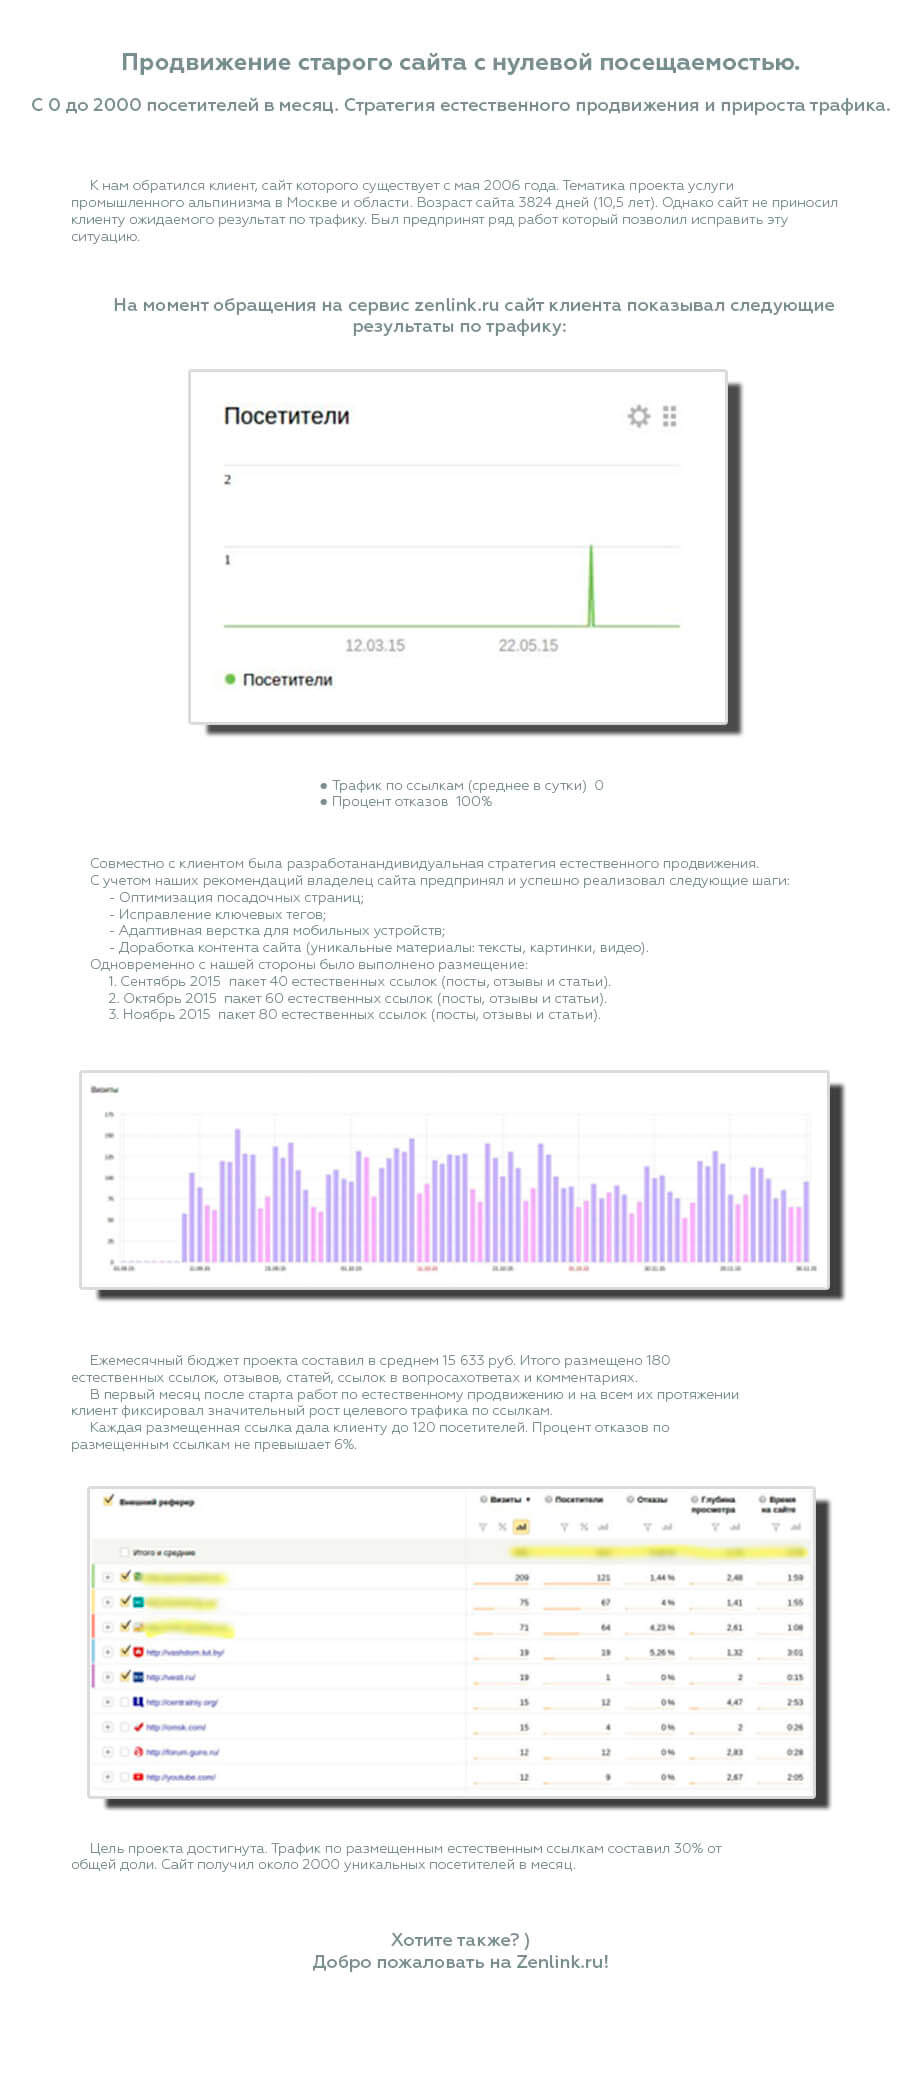 Продвижение старого сайта с нулевой посещаемостью.
С 0 до 2000 посетителей в месяц. Стратегия естественного продвижения и прироста трафика.
К нам обратился клиент, сайт которого существует с мая 2006 года. Тематика проекта услуги
промышленного альпинизма в Москве и области. Возраст сайта 3824 дней (10,5 лет). Однако сайт не приносил
клиенту ожидаемого результат по трафику. Был предпринят ряд работ который позволил исправить эту
ситуацию.
На момент обращения на сервис zenlink.ru сайт клиента показывал следующие
результаты по трафику:
Посетители
2
1
12.03.15 22.05.15
Посетители
● Трафик по ссылкам (среднее в сутки) 0
● Процент отказов 100%
Совместно с клиентом была разработанандивидуальная стратегия естественного продвижения.
С учетом наших рекомендаций владелец сайта предпринял и успешно реализовал следующие шаги:
- Оптимизация посадочных страниц;
- Исправление ключевых тегов;
- Адаптивная верстка для мобильных устройств;
- Доработка контента сайта (уникальные материалы: тексты, картинки, видео).
Одновременно с нашей стороны было выполнено размещение:
1. Сентябрь 2015 пакет 40 естественных ссылок (посты, отзывы и статьи).
2. Октябрь 2015 пакет 60 естественных ссылок (посты, отзывы и статьи).
3. Ноябрь 2015 пакет 80 естественных ссылок (посты, отзывы и статьи).
Визиты
175
150
125
100
75
50
25
0
Ежемесячный бюджет проекта составил в среднем 15 633 руб. Итого размещено 180
естественных ссылок, отзывов, статей, ссылок в вопросахответах и комментариях.
В первый месяц после старта работ по естественному продвижению и на всем их протяжении
клиент фиксировал значительный рост целевого трафика по ссылкам.
Каждая размещенная ссылка дала клиенту до 120 посетителей. Процент отказов по
размещенным ссылкам не превышает 6%.
Внешний реферер Визиты ▼ Посетители Отказы Глубина просмотра Время на сайте
Итого и средние
209 121 1,44 % 2,48 1:59
75 67 4 % 1,41 1:55
71 64 4,23 % 2,61 1:08
http://vashdom.tut.by/ 19 19 5,26 % 1,32 3:01
http://vesti.ru/ 19 1 0 % 2 0:15
http://centralniy.org/ 15 12 0 % 4,47 2:53
http://omsk.com/ 15 4 0 % 2 0:26
http://forum.guns.ru/ 12 12 0 % 2,83 0:28
http://youtube.com/ 12 9 0 % 2,67 2:05
Цель проекта достигнута. Трафик по размещенным естественным ссылкам составил 30% от
общей доли. Сайт получил около 2000 уникальных посетителей в месяц.
Хотите также? )
Добро пожаловать на Zenlink.ru!